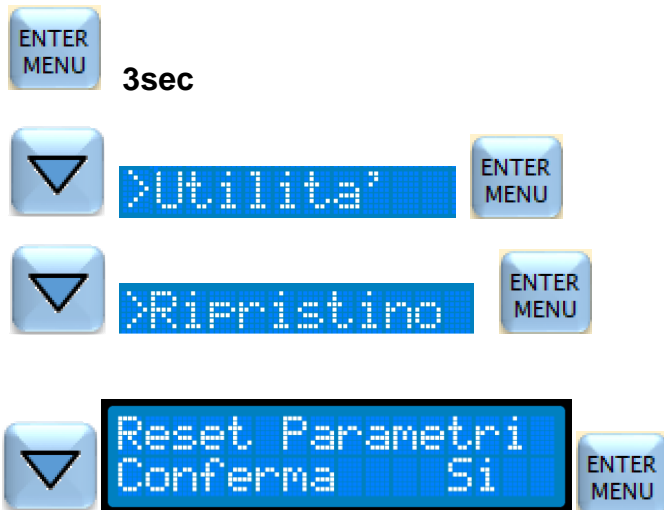 ENTER
MENU
3sec
>Utilita'
ENTER
MENU
>Ripristino
ENTER
MENU
Reset Parametri
Conferma Si
ENTER
MENU